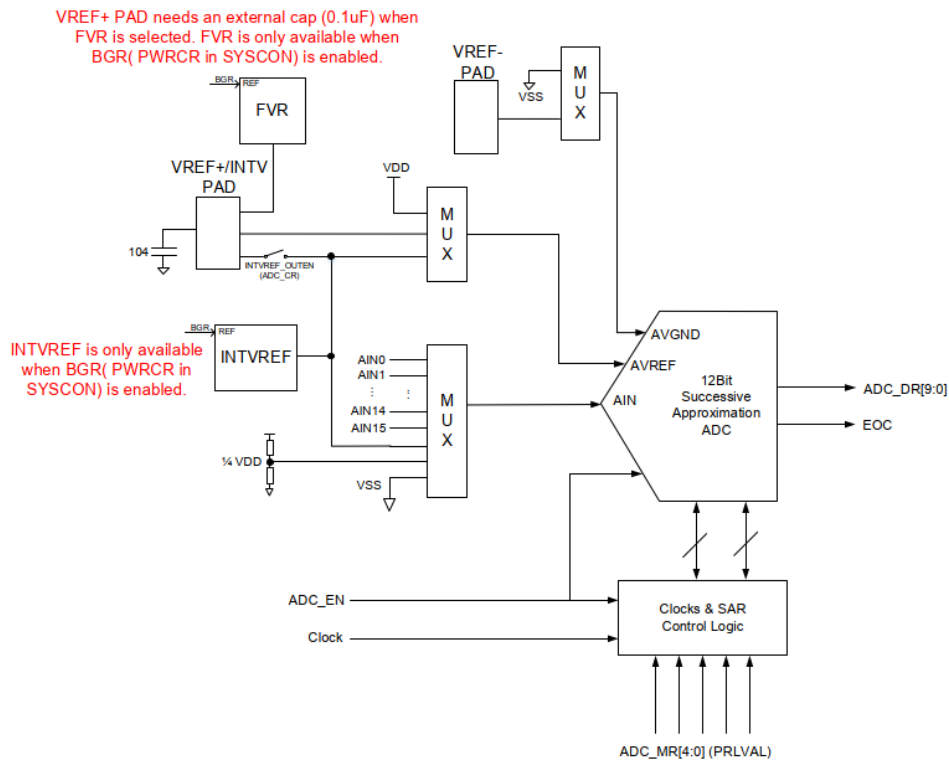 VREF+ PAD needs an external cap (0.1uF) when
FVR is selected. FVR is only available when
BGR( PWRCR in SYSCON) is enabled.
BGR
REF
FVR
VREF-
PAD
VSS
M
U
X
VREF+/INTV
PAD
VDD
M
U
X
104
INTVREF_OUTEN
(ADC_CR)
BGR
REF
INTVREF
INTVREF is only available
when BGR( PWRCR in
SYSCON) is enabled.
AIN0
AIN1
⋮ ⋮
AIN14
AIN15
M
U
X
¼ VDD
VSS
AVGND
AVREF
AIN
12Bit
Successive
Approximation
ADC
ADC_DR[9:0]
EOC
ADC_EN
Clock
Clocks & SAR
Control Logic
ADC_MR[4:0] (PRLVAL)